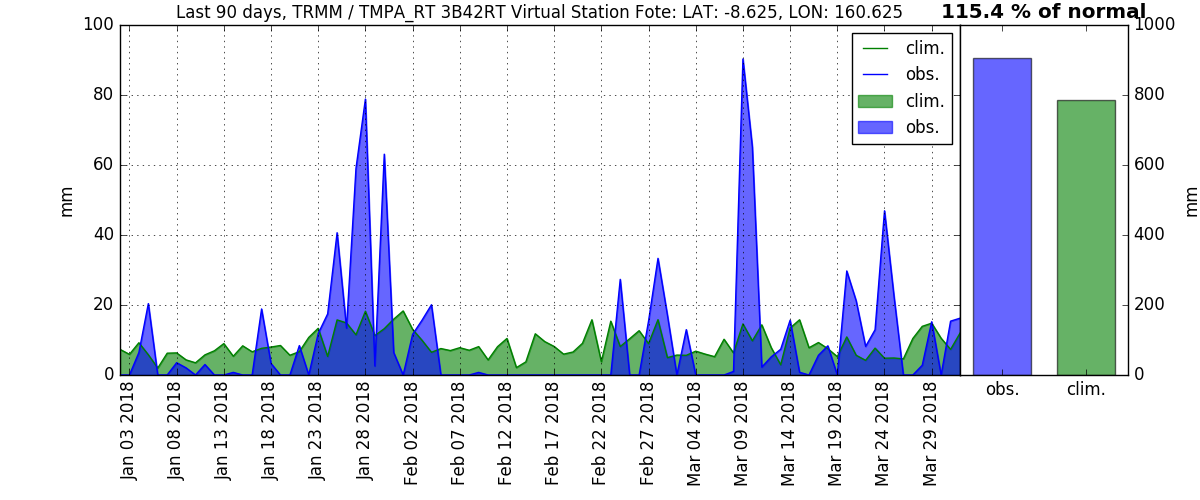 Last 90 days, TRMM / TMPA_RT 3B42RT Virtual Station Fote: LAT: -8.625, LON: 160.625
115.4 % of normal
100
80
60
40
20
0
mm
clim.
obs.
clim.
obs.
Jan 03 2018
Jan 08 2018
Jan 13 2018
Jan 18 2018
Jan 23 2018
Jan 28 2018
Feb 02 2018
Feb 07 2018
Feb 12 2018
Feb 17 2018
Feb 22 2018
Feb 27 2018
Mar 04 2018
Mar 09 2018
Mar 14 2018
Mar 19 2018
Mar 24 2018
Mar 29 2018
1000
800
600
400
200
0
mm
obs.
clim.